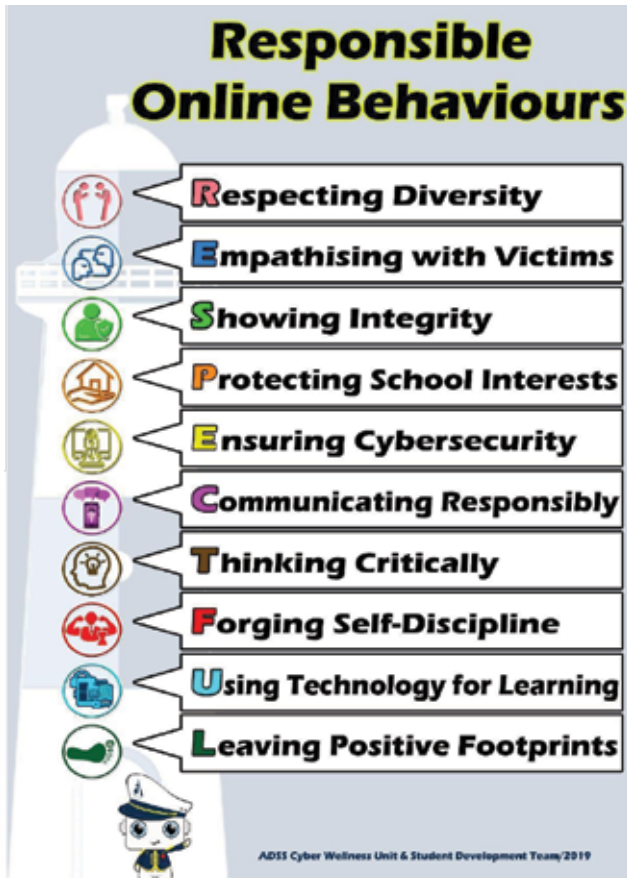 Responsible
Online Behaviours
Respecting Diversity
Empathising with Victims
Showing Integrity
Protecting School Interests
Ensuring Cybersecurity
Communicating Responsibly
Thinking Critically
Forging Self-Discipline
Using Technology for Learning
Leaving Positive Footprints
ADSS Cyber Wellness Unit & Student Development Team/2019